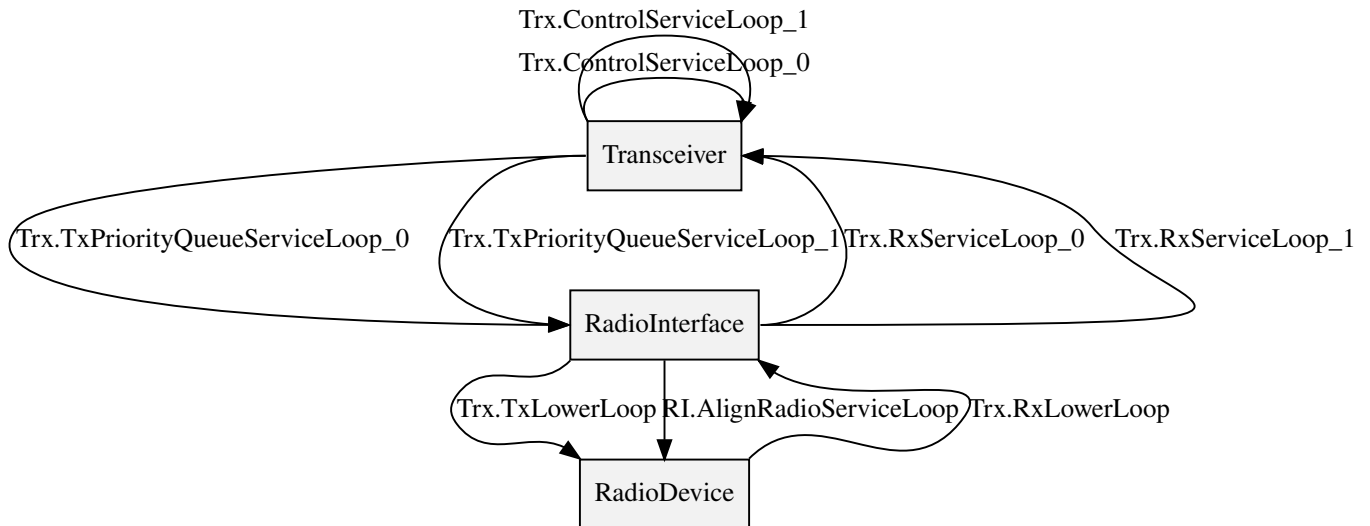 Trx.ControlServiceLoop_1
Trx.ControlServiceLoop_0
Transceiver
Trx.TxPriorityQueueServiceLoop_0
Trx.TxPriorityQueueServiceLoop_1
Trx.RxServiceLoop_0
Trx.RxServiceLoop_1
RadioInterface
Trx.TxLowerLoop
RI.AlignRadioServiceLoop
Trx.RxLowerLoop
RadioDevice